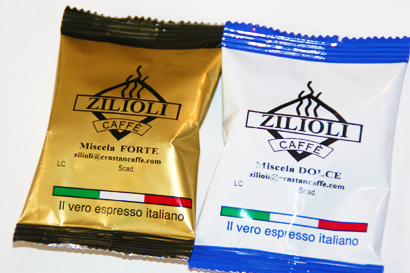 ZILIOLI
CAFFÈ
Miscela FORTE
zilioli@crastancaffe.com
LC
Scad.
Il vero espresso italiano
ZILIOLI
CAFFÈ
Miscela DOLCE
zilioli@crastancaffe.com
LC
Scad.
Il vero espresso italiano